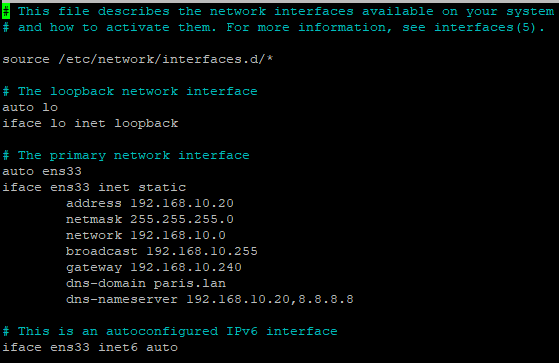 # This file describes the network interfaces available on your system
# and how to activate them. For more information, see interfaces(5).

source /etc/network/interfaces.d/*

# The loopback network interface
auto lo
iface lo inet loopback

# The primary network interface
auto ens33
iface ens33 inet static
        address 192.168.10.20
        netmask 255.255.255.0
        network 192.168.10.0
        broadcast 192.168.10.255
        gateway 192.168.10.240
        dns-domain paris.lan
        dns-nameserver 192.168.10.20,8.8.8.8

# This is an autoconfigured IPv6 interface
iface ens33 inet6 auto